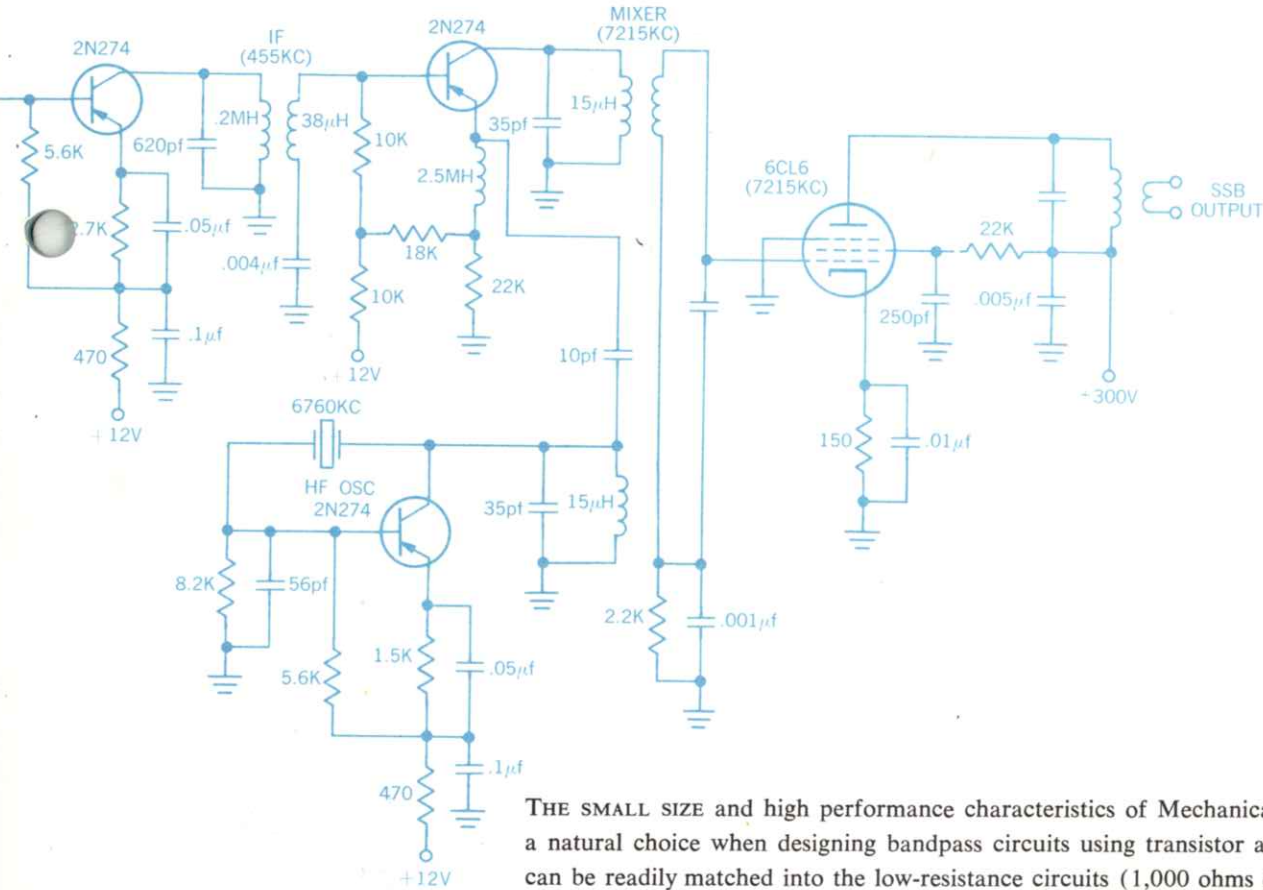 2N274
IF
(455KC)
2N274
MIXER
(7215KC)
5.6K
620pf
.2MH
38μH
10K
35pf
15μH
2.5MH
6CL6
(7215KC)
SSB
OUTPUT
.05μf
.004μf
18K
22K
22K
10K
250pf
.005μf
.1μf
470
+12V
+12V
10pf
+300V
6760KC
150
.01μf
HF OSC
2N274
35pf
15μH
8.2K
56pf
2.2K
.001μf
1.5K
.05μf
5.6K
.1μf
470
+12V
THE SMALL SIZE and high performance characteristics of
a natural choice when designing bandpass circuits using transistor
can be readily matched into the low-resistance circuits (1,000 ohms